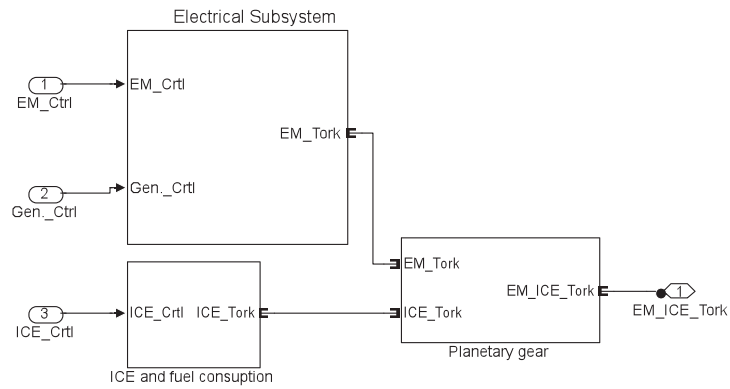 Electrical Subsystem
1
EM_Ctrl
EM_Crtl
EM_Tork
2
Gen._Ctrl
Gen._Crtl
EM_Tork
EM_ICE_Tork
1
EM_ICE_Tork
3
ICE_Crtl
ICE_Crtl
ICE_Tork
ICE_Tork
Planetary gear
ICE and fuel consuption